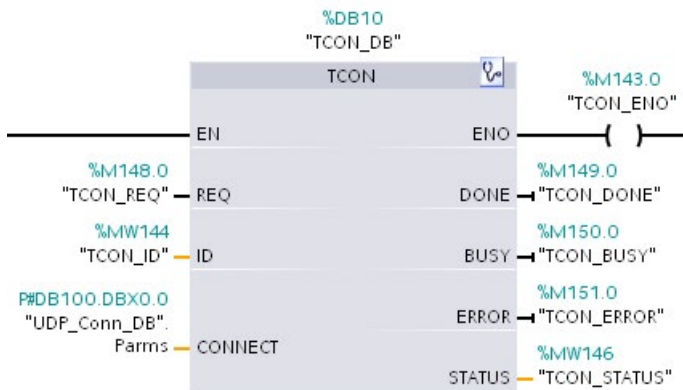 %DB10
"TCON_DB"
TCON
%M143.0
"TCON_ENO"
EN
ENO
%M148.0
"TCON_REQ"
REQ
%M149.0
DONE
"TCON_DONE"
%MW144
"TCON_ID"
ID
%M150.0
BUSY
"TCON_BUSY"
P#DB100.DBX0.0
"UDP_Conn_DB".
Parms
CONNECT
%M151.0
ERROR
"TCON_ERROR"
%MW146
STATUS
"TCON_STATUS"